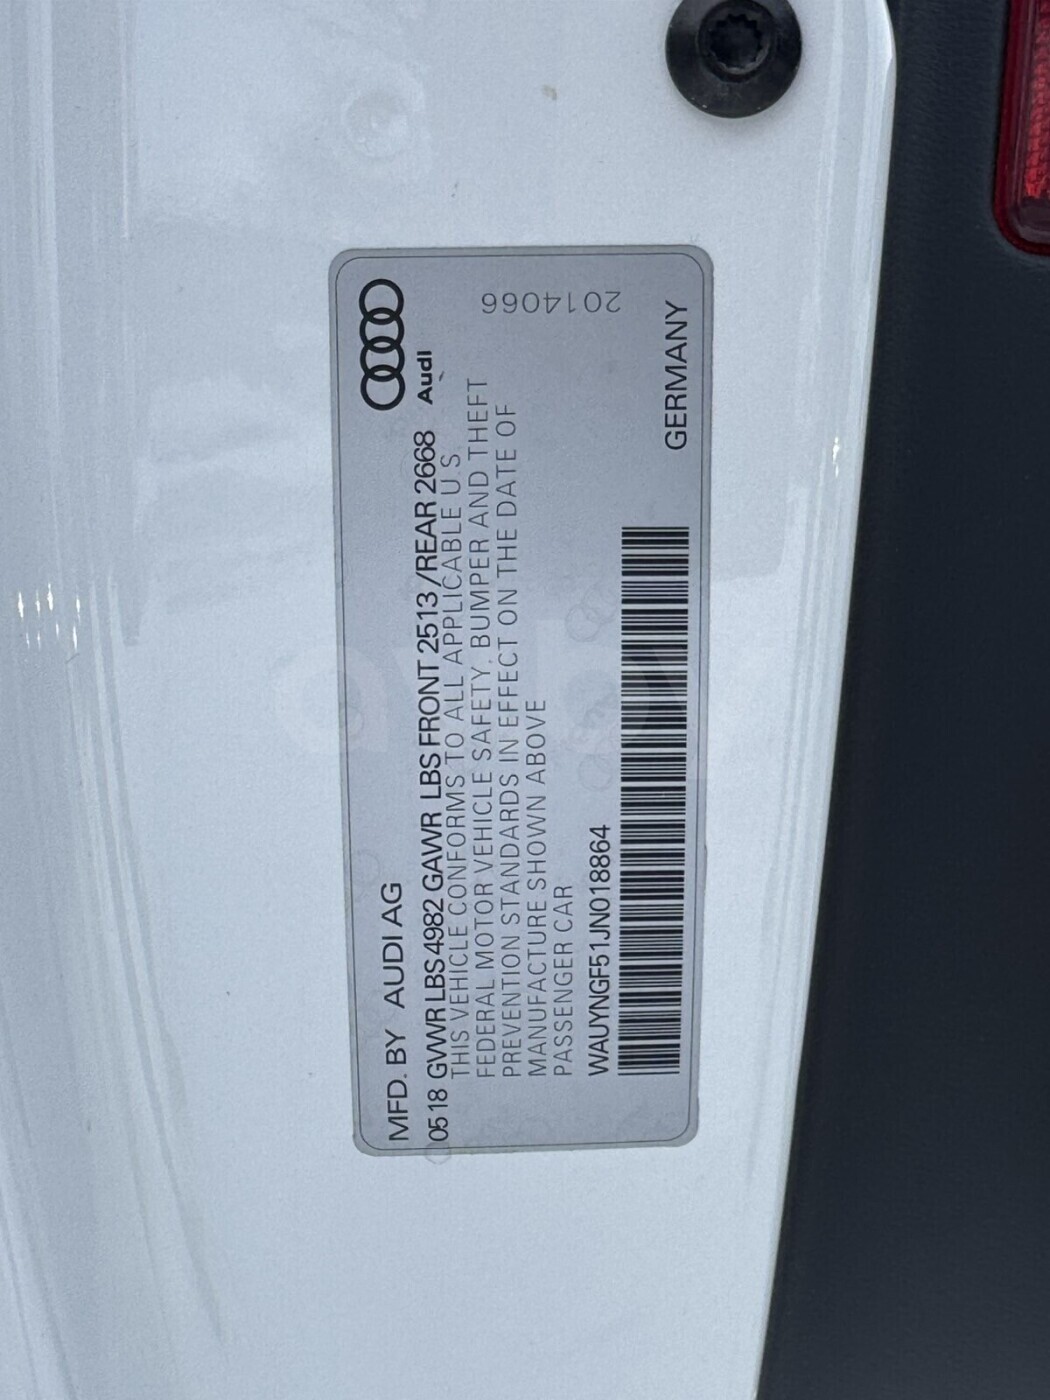 MFD. BY AUDI AG
Audi
05 18 GVWR LBS 4982 GAWR LBS FRONT 2513 /REAR 2668
THIS VEHICLE CONFORMS TO ALL APPLICABLE U.S.
FEDERAL MOTOR VEHICLE SAFETY, BUMPER AND THEFT
PREVENTION STANDARDS IN EFFECT ON THE DATE OF
MANUFACTURE SHOWN ABOVE
PASSENGER CAR
2014066
WAUYNGF51JN018864
GERMANY